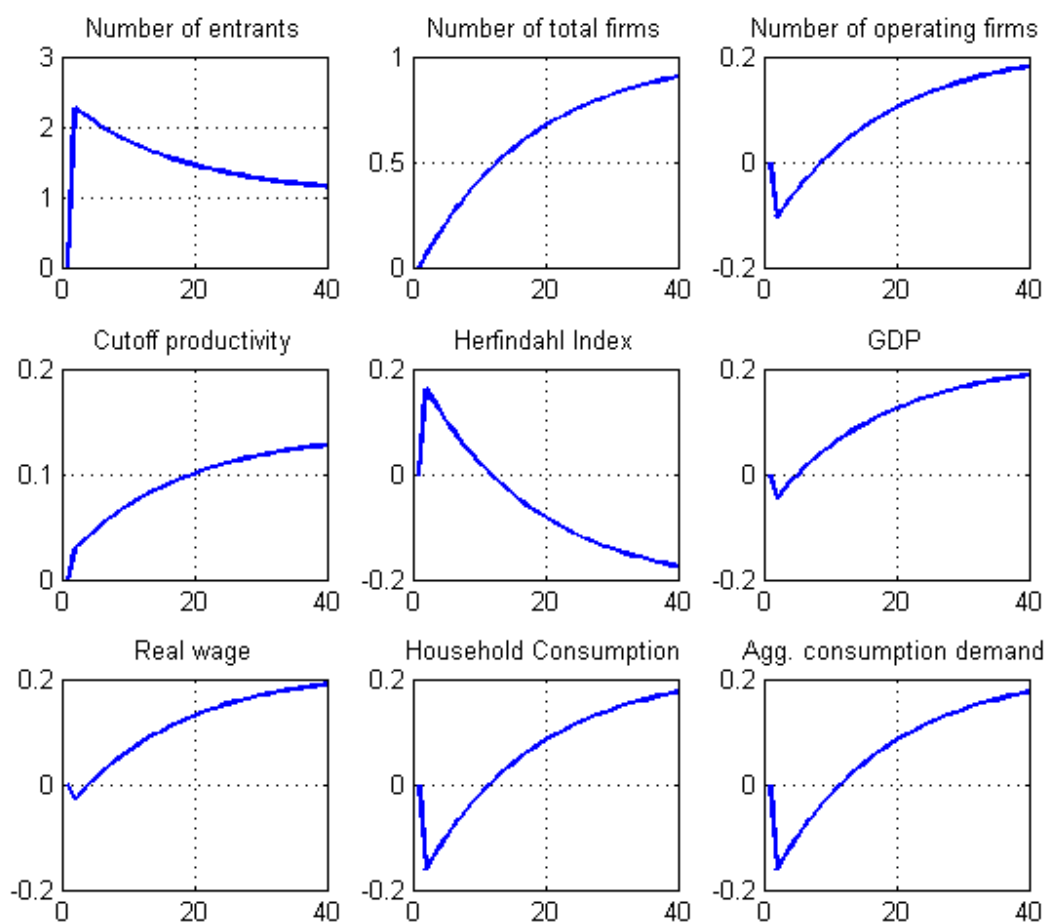 Number of entrants
3
2
1
0
0 20 40
Number of total firms
1
0.5
0
0 20 40
Number of operating firms
0.2
0
-0.2
0 20 40
Cutoff productivity
0.2
0.1
0
0 20 40
Herfindahl Index
0.2
0
-0.2
0 20 40
GDP
0.2
0
-0.2
0 20 40
Real wage
0.2
0
-0.2
0 20 40
Household Consumption
0.2
0
-0.2
0 20 40
Agg. consumption demand
0.2
0
-0.2
0 20 40